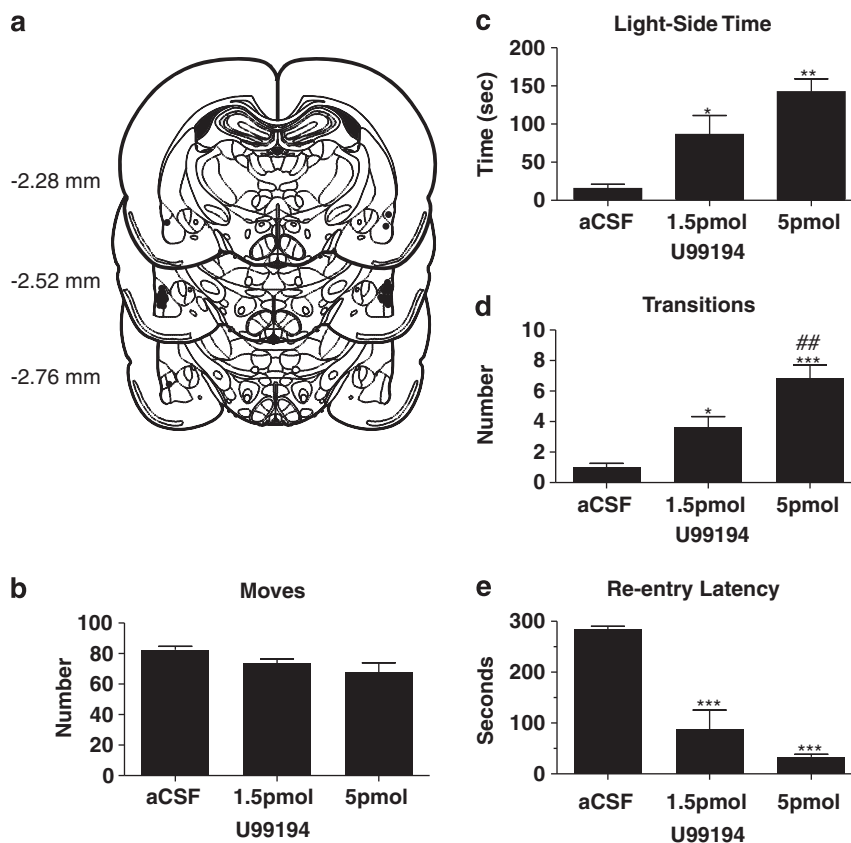 a
-2.28 mm
-2.52 mm
-2.76 mm
b
Moves
Number
100
80
60
40
20
0
aCSF 1.5pmol 5pmol
U99194
c
Light-Side Time
Time (sec)
200
150
100
50
0
*
**
aCSF 1.5pmol 5pmol
U99194
d
Transitions
Number
10
8
6
4
2
0
*
##
***
aCSF 1.5pmol 5pmol
U99194
e
Re-entry Latency
Seconds
300
200
100
0
***
***
aCSF 1.5pmol 5pmol
U99194